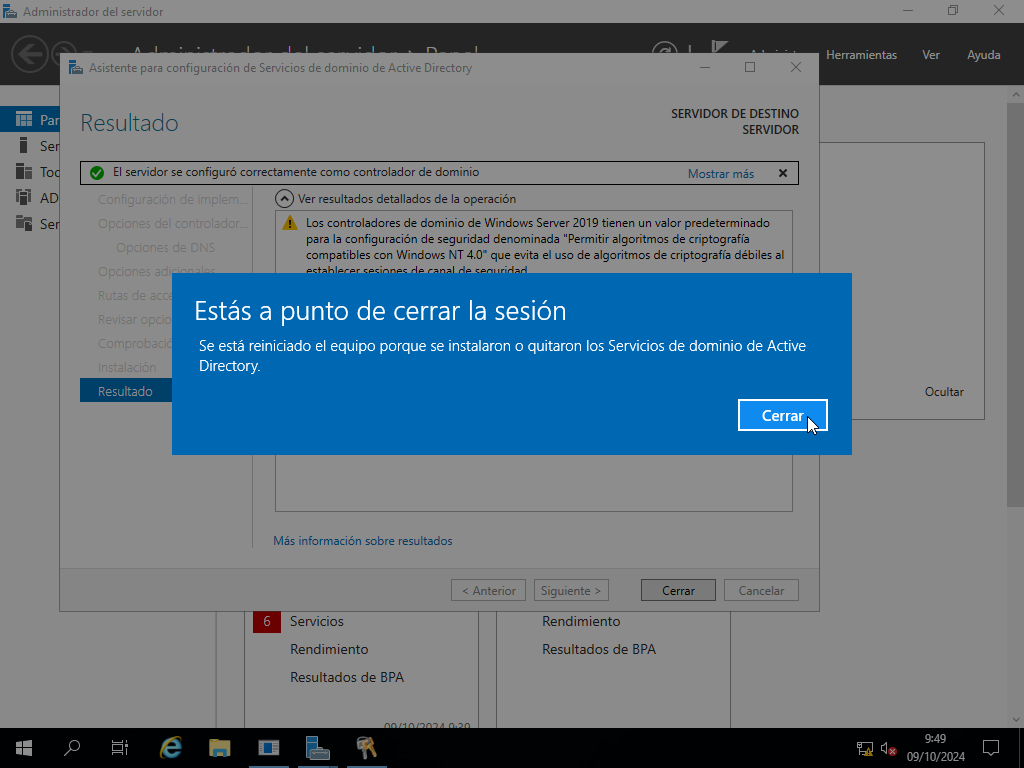 Administrador del servidor
Administrador del servidor › Panel
Herramientas
Ver
Ayuda
Asistente para configuración de Servicios de dominio de Active Directory
Resultado
SERVIDOR DE DESTINO
SERVIDOR
El servidor se configuró correctamente como controlador de dominio
Mostrar más
Configuración de implem...
Opciones del controlador...
Opciones de DNS
Opciones adicionales
Rutas de acce
Revisar opcio
Comprobació
Instalación
Resultado
Ver resultados detallados de la operación
Los controladores de dominio de Windows Server 2019 tienen un valor predeterminado
para la configuración de seguridad denominada "Permitir algoritmos de criptografía
compatibles con Windows NT 4.0" que evita el uso de algoritmos de criptografía débiles al
establecer sesiones de canal de seguridad.
Estás a punto de cerrar la sesión
Se está reiniciado el equipo porque se instalaron o quitaron los Servicios de dominio de Active
Directory.
Cerrar
Ocultar
Más información sobre resultados
< Anterior
Siguiente >
Cerrar
Cancelar
6 Servicios
Rendimiento
Resultados de BPA
09/10/2024 9:39
Rendimiento
Resultados de BPA
9:49
09/10/2024